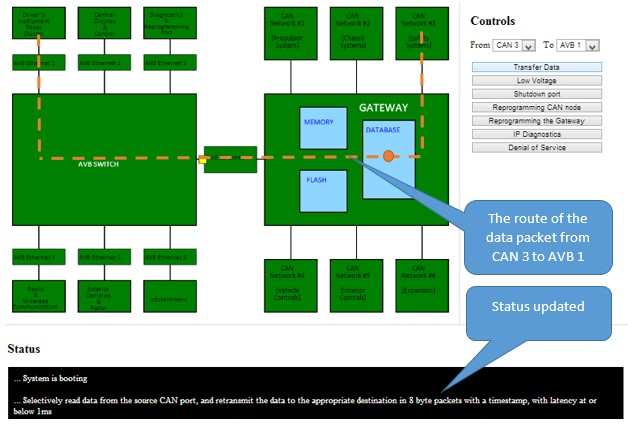 Driver's
Instrument
Panel
Cluster
Central
Display
&
Control
Diagnostics
&
Reprogramming
Port
CAN
Network #1
[Propulsion
System]
CAN
Network #2
[Chassis
Systems]
CAN
Network #3
[Safety
Systems]
Controls
From CAN 3 To AVB 1
Transfer Data
Low Voltage
Shutdown port
Reprogramming CAN node
Reprogramming the Gateway
IP Diagnostics
Denial of Service
AVB Ethernet 1
AVB Ethernet 2
AVB Ethernet 3
GATEWAY
MEMORY
DATABASE
FLASH
AVB SWITCH
The route of the
data packet from
CAN 3 to AVB 1
AVB Ethernet 4
AVB Ethernet 5
AVB Ethernet 6
Radio
&
Wireless
Communication
External
Cameras
&
Radar
Infotainment
CAN
Network #4
[Vehicle
Controls]
CAN
Network #5
[Interior
Controls]
CAN
Network #6
[Expansion]
Status updated
Status
... System is booting
... Selectively read data from the source CAN port, and retransmit the data to the appropriate destination in 8 byte packets with a timestamp, with latency at or
below 1ms